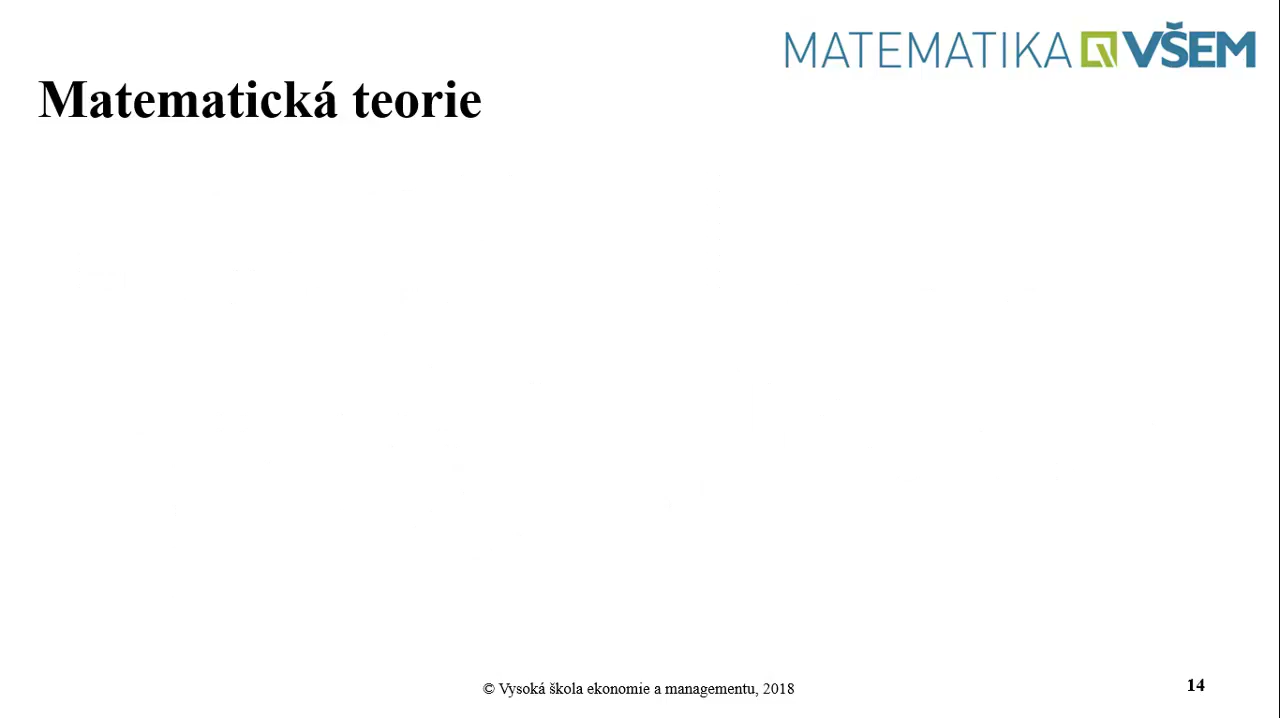 MATEMATIKA VŠEM
Matematická teorie
© Vysoká škola ekonomie a managementu, 2018
14